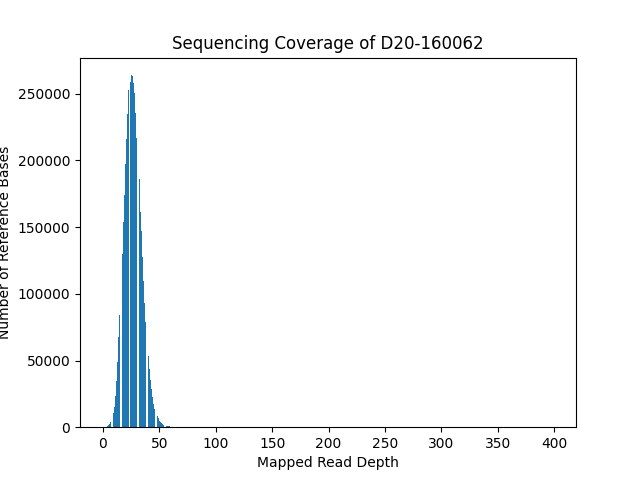 Sequencing Coverage of D20-160062
Number of Reference Bases
250000
200000
150000
100000
50000
0
0 50 100 150 200 250 300 350 400
Mapped Read Depth